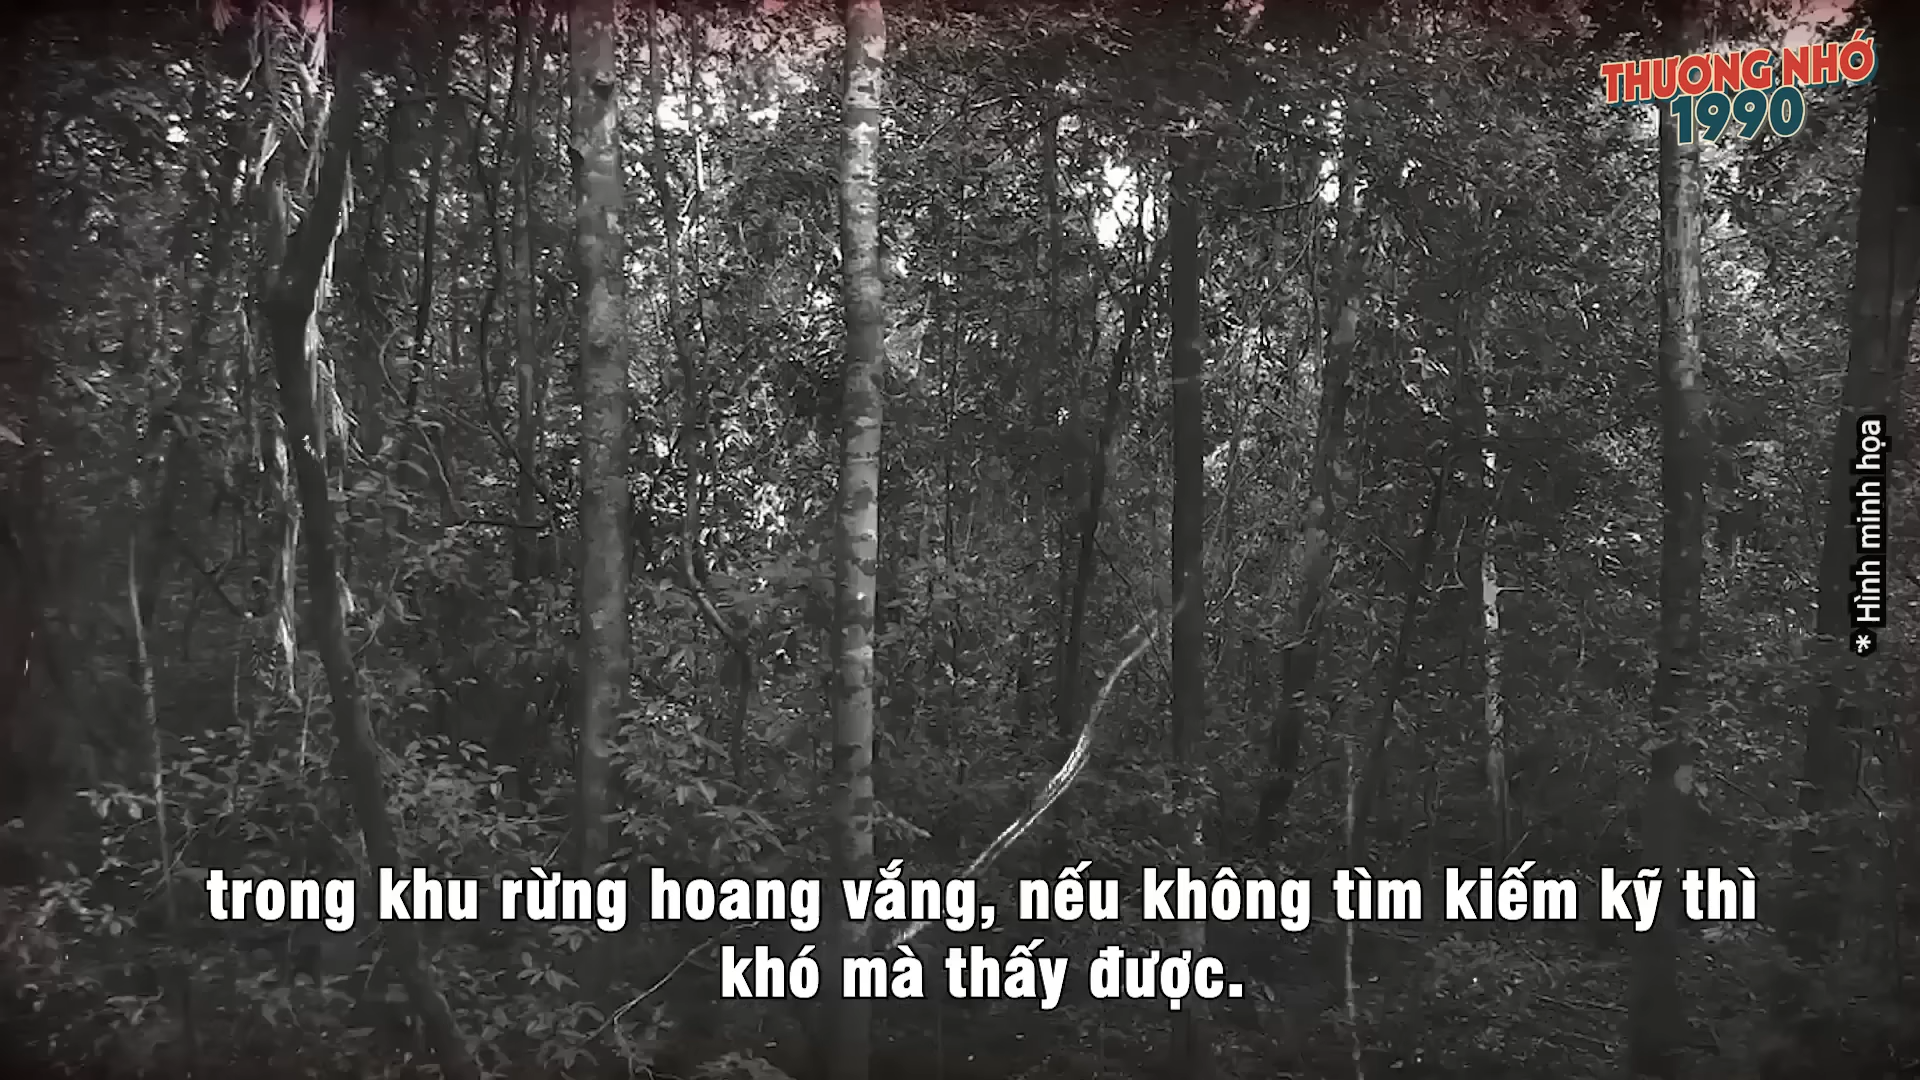 THƯƠNG NHỚ
1990
* Hình minh họa
trong khu rừng hoang vắng, nếu không tìm kiếm kỹ thì
khó mà thấy được.